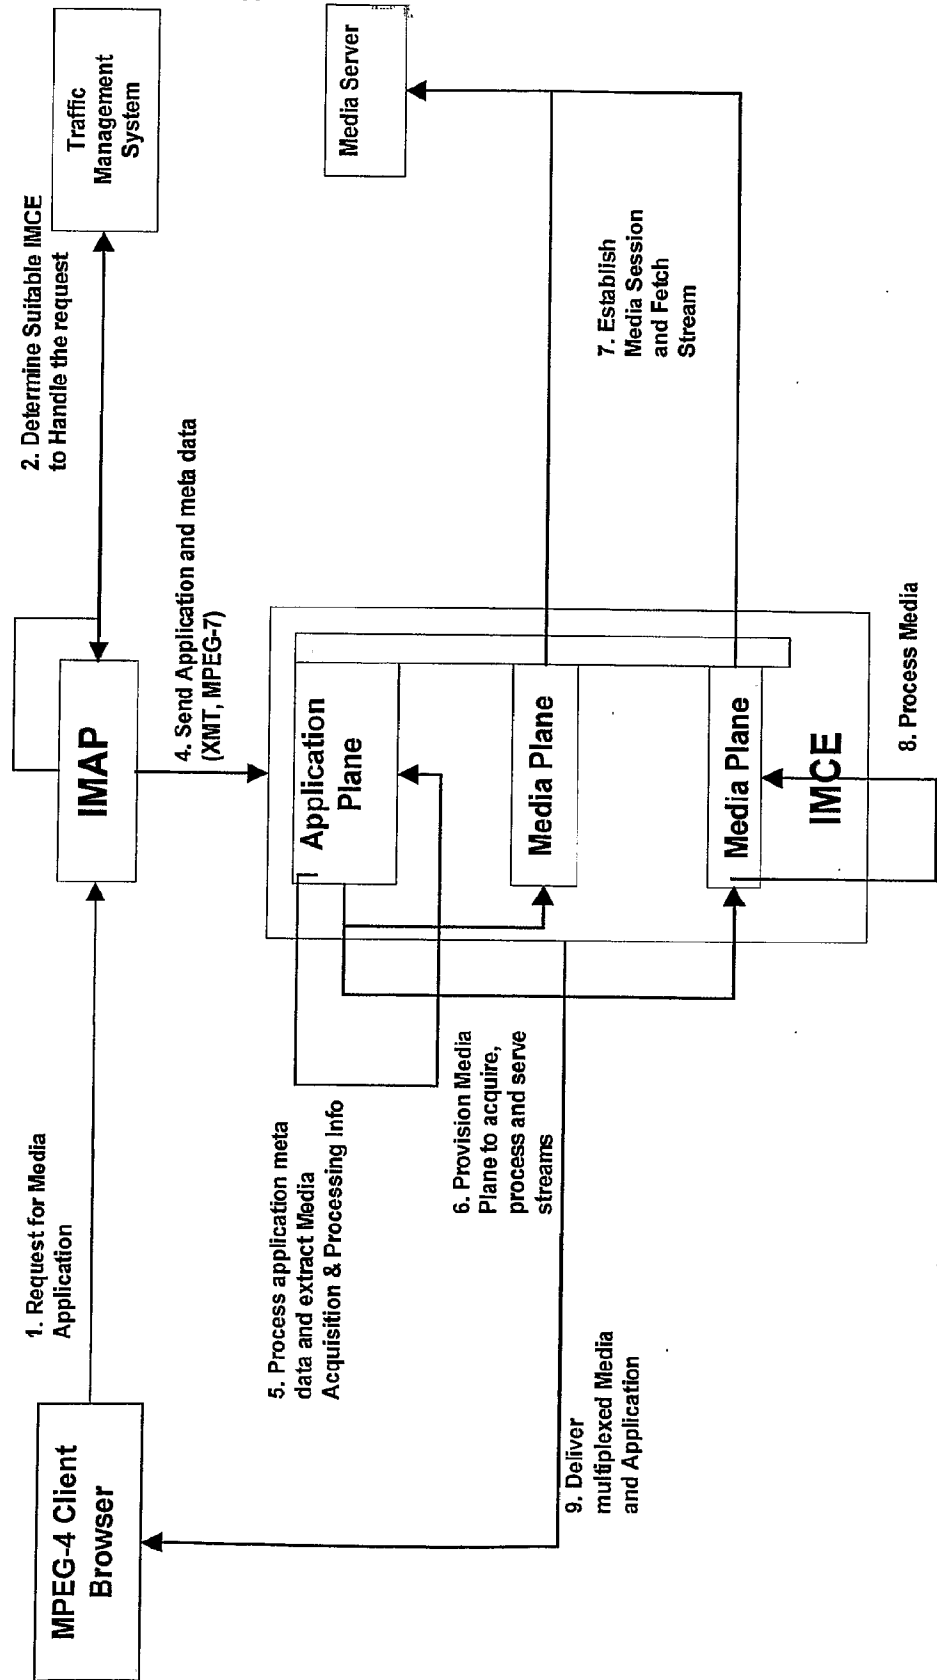 MPEG-4 Client
Browser
1. Request for Media
Application
IMAP
2. Determine Suitable IMCE
to Handle the request
Traffic
Management
System
4. Send Application and meta data
(XMT, MPEG-7)
5. Process application meta
data and extract Media
Acquisition & Processing Info
Application
Plane
6. Provision Media
Plane to acquire,
process and serve
streams
Media Plane
Media Plane
IMCE
7. Establish
Media Session
and Fetch
Stream
Media Server
8. Process Media
9. Deliver
multiplexed Media
and Application